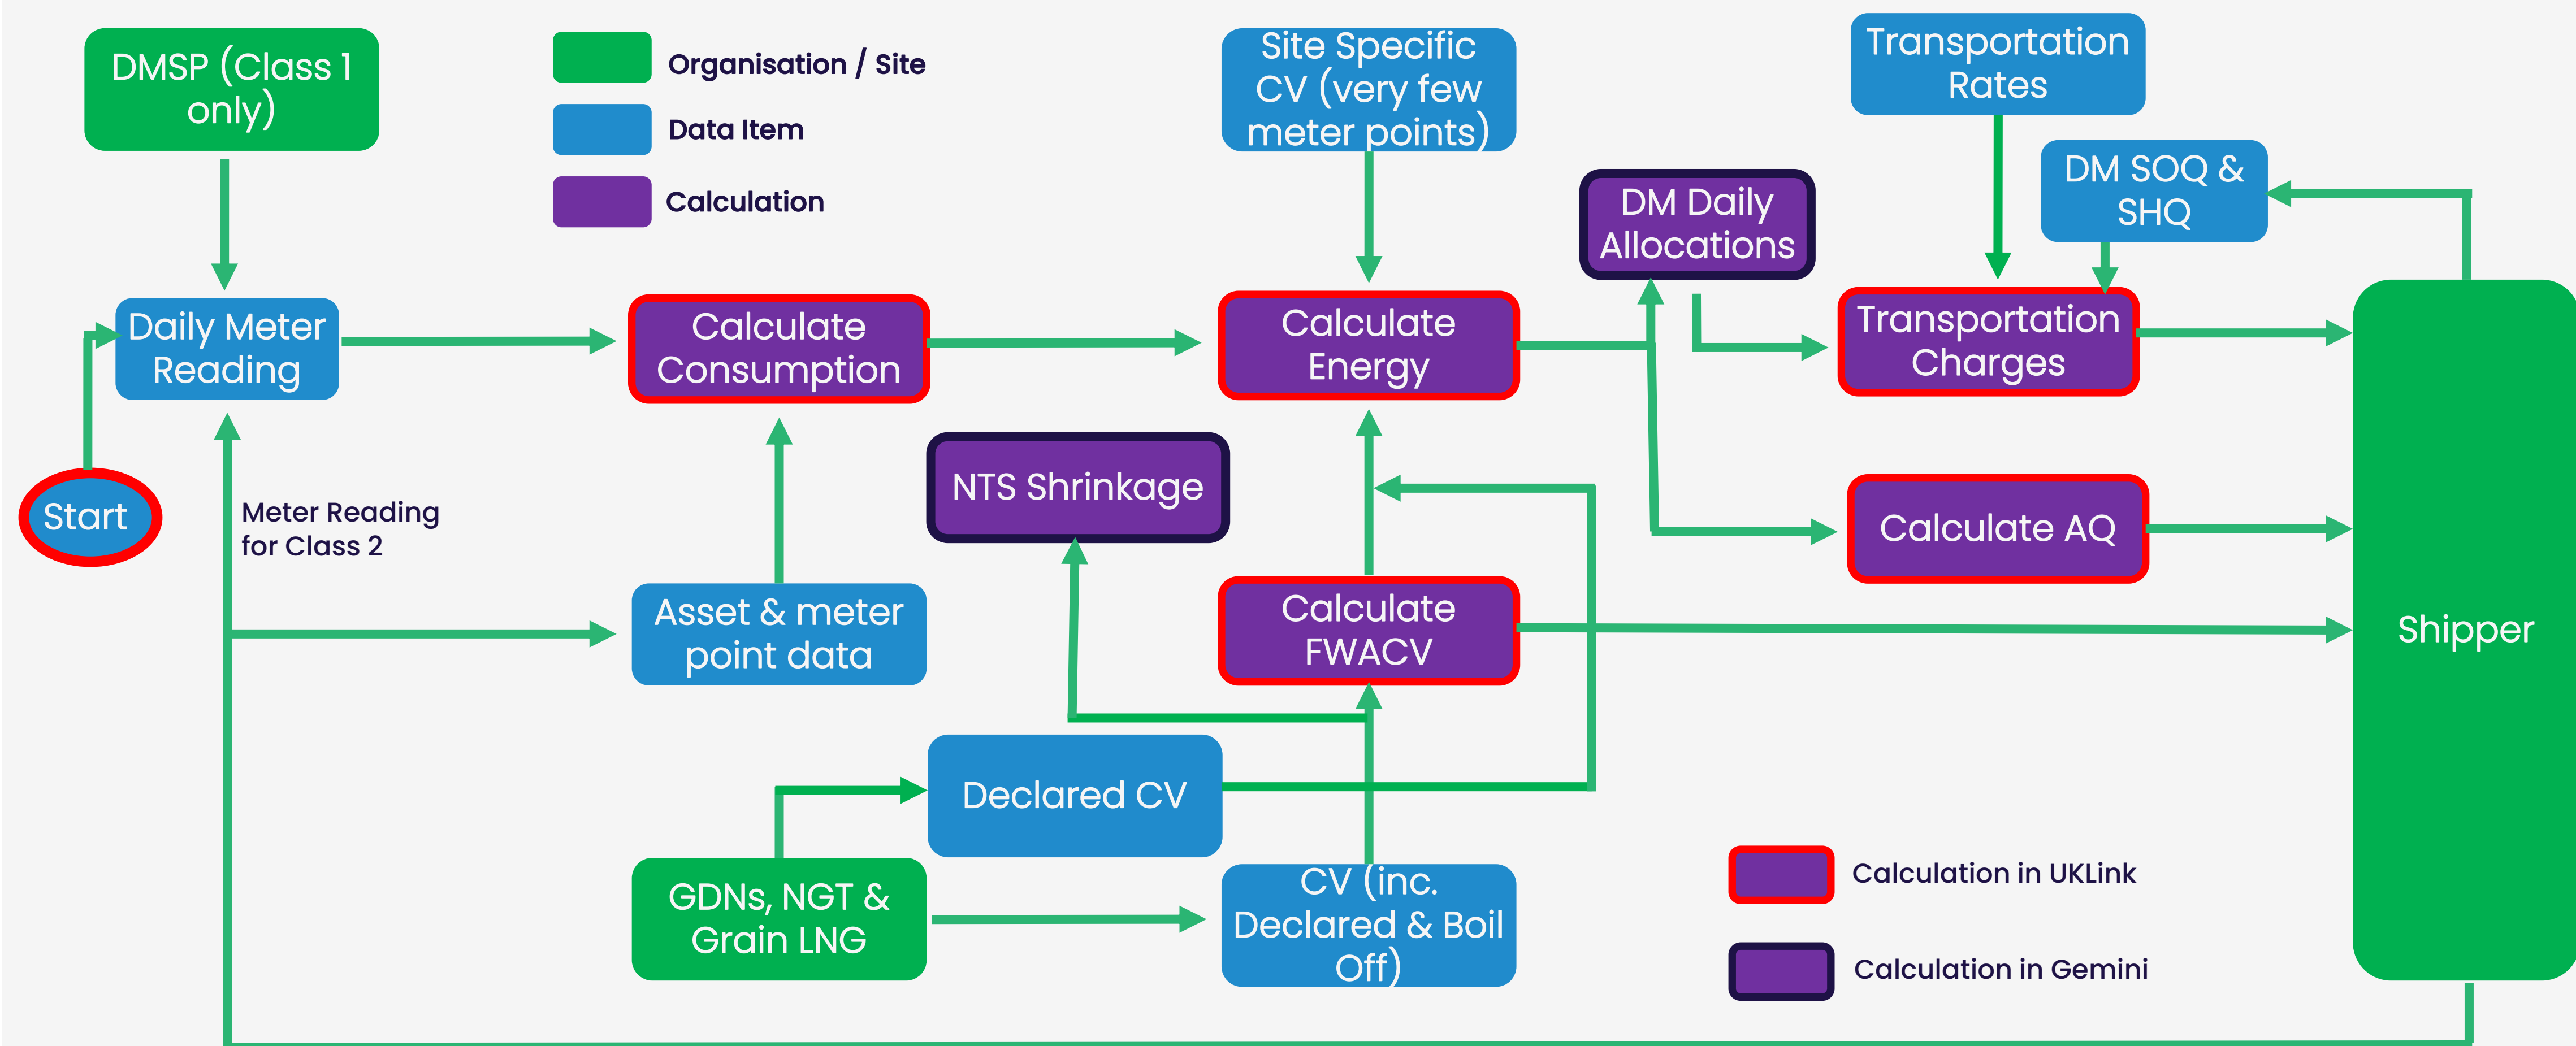 DMSP (Class 1
only)
Organisation / Site
Data Item
Calculation
Site Specific
CV (very few
meter points)
Transportation
Rates
DM SOQ &
SHQ
DM Daily
Allocations
Daily Meter
Reading
Calculate
Consumption
Calculate
Energy
Transportation
Charges
Start
Meter Reading
for Class 2
NTS Shrinkage
Calculate AQ
Asset & meter
point data
Calculate
FWACV
Shipper
Declared CV
GDNs, NGT &
Grain LNG
CV (inc.
Declared & Boil
Off)
Calculation in UKLink
Calculation in Gemini